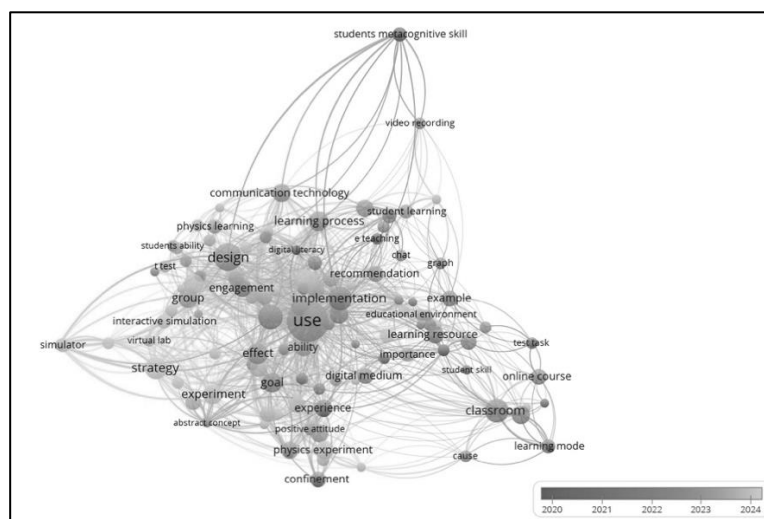 students metacognitive skill
video recording
communication technology
student learning
physics learning
learning process
e teaching
students ability
digital literacy
design
chat
t test
recommendation
graph
engagement
group
implementation
example
educational environment
interactive simulation
use
learning resource
simulator
virtual lab
ability
test task
effect
importance
strategy
student skill
goal
digital medium
online course
experiment
experience
classroom
abstract concept
positive attitude
physics experiment
learning mode
cause
confinement
2020 2021 2022 2023 2024